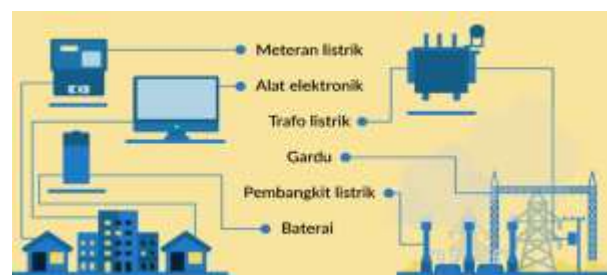 Meteran listrik
Alat elektronik
Trafo listrik
Gardu
Pembangkit listrik
Baterai